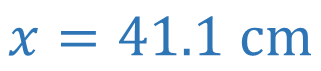 x = 41.1 cm